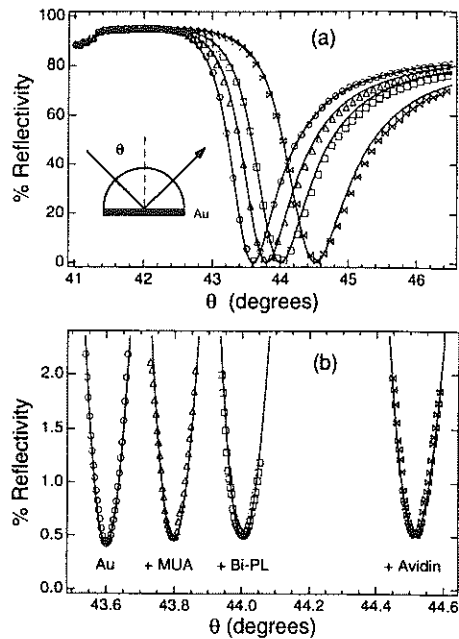 100
80
60
40
20
0
% Reflectivity
(a)
θ
Au
41
42
43
44
45
46
θ (degrees)
2.0
1.5
1.0
0.5
0.0
% Reflectivity
(b)
Au
+ MUA
+ Bi-PL
+ Avidin
43.6
43.8
44.0
44.2
44.4
44.6
θ (degrees)